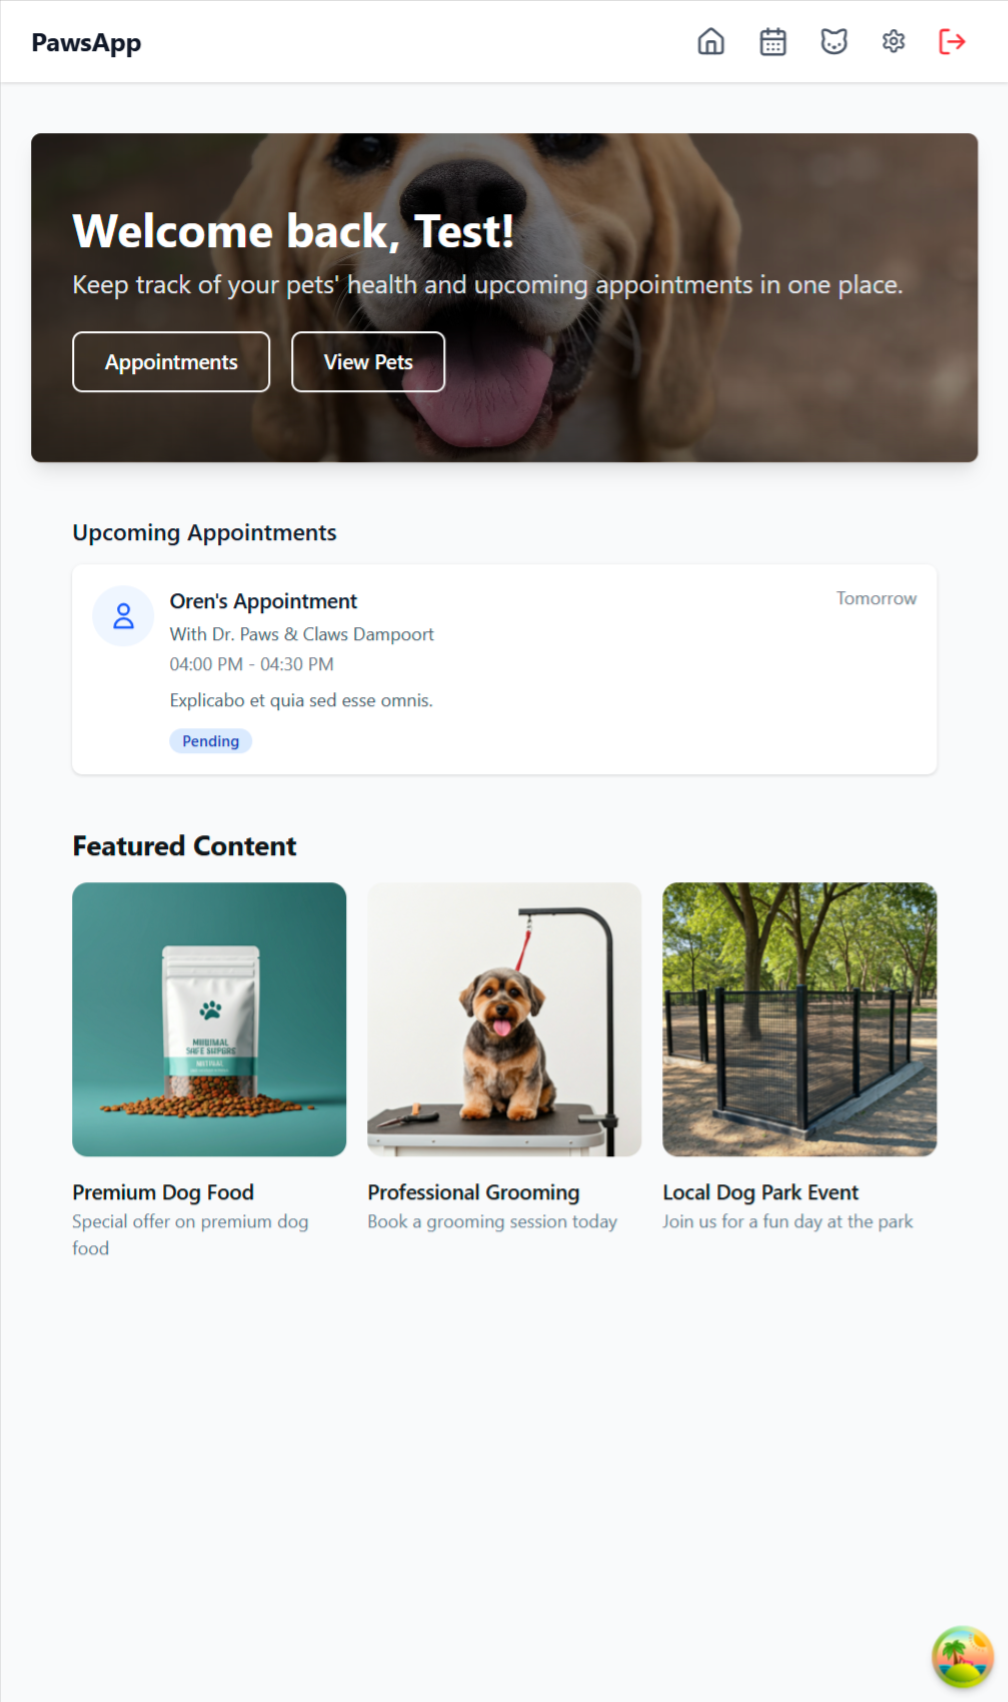 PawsApp
Welcome back, Test!
Keep track of your pets' health and upcoming appointments in one place.
Appointments
View Pets
Upcoming Appointments
Oren's Appointment
Tomorrow
With Dr. Paws & Claws Dampoort
04:00 PM - 04:30 PM
Explicabo et quia sed esse omnis.
Pending
Featured Content
Premium Dog Food
Special offer on premium dog
food
Professional Grooming
Book a grooming session today
Local Dog Park Event
Join us for a fun day at the park